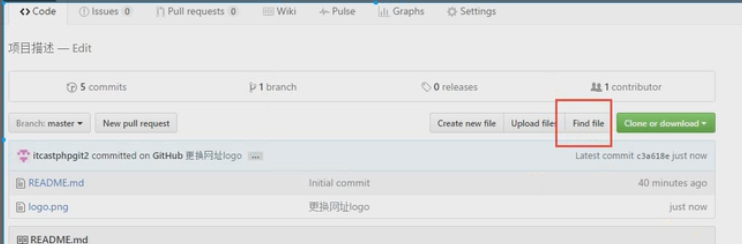 Code Issues 0 Pull requests 0 Wiki Pulse Graphs Settings
项目描述 — Edit
5 commits 1 branch 0 releases 1 contributor
Branch: master New pull request Create new file Upload files Find file Clone or download
itcastphpgit2 committed on GitHub 更换网址logo ... Latest commit c3a618e just now
README.md Initial commit 40 minutes ago
logo.png 更换网址logo just now
README.md